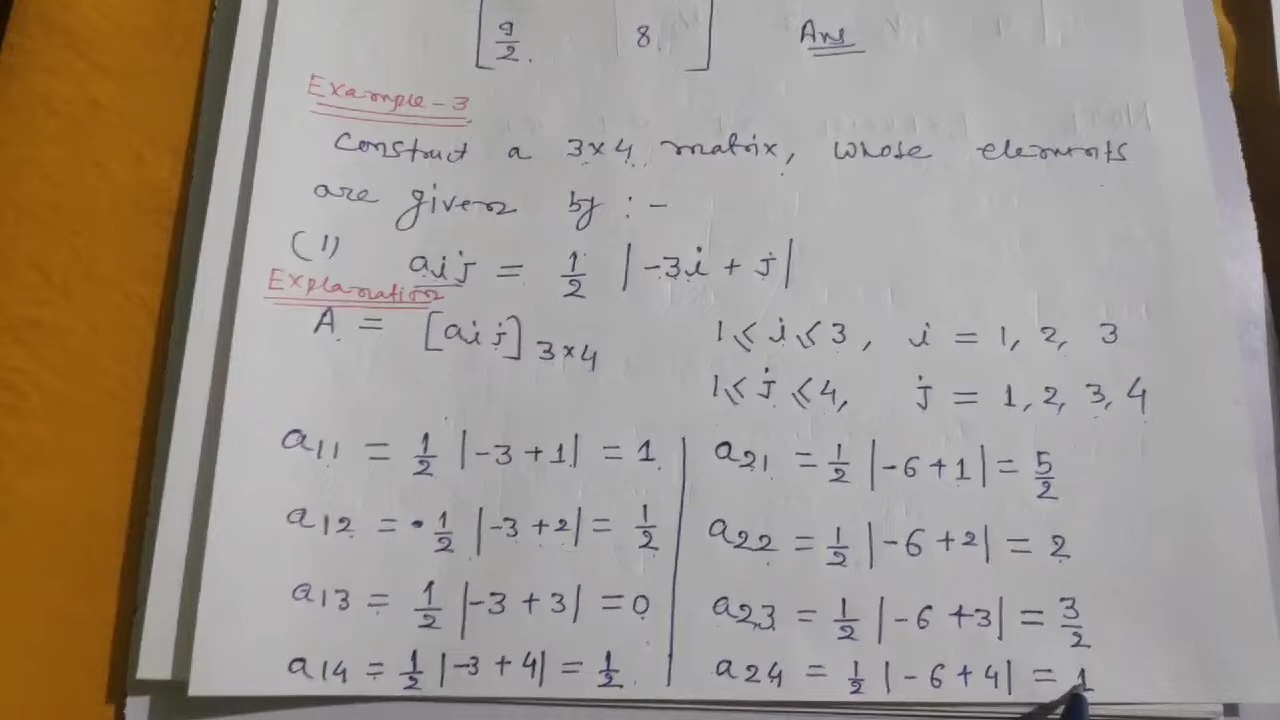 9/2. 8. Ans
Example - 3
Construct a 3×4 matrix, whose elements
are given by : -
(1) aij = 1/2 |-3i + j|
Explanation
A = [aij]3×4 1 ≤ i ≤ 3, i = 1, 2, 3
1 ≤ j ≤ 4, j = 1, 2, 3, 4
a11 = 1/2 |-3+1| = 1
a12 = 1/2 |-3+2| = 1/2
a13 = 1/2 |-3+3| = 0
a14 = 1/2 |-3+4| = 1/2
a21 = 1/2 |-6+1| = 5/2
a22 = 1/2 |-6+2| = 2
a23 = 1/2 |-6+3| = 3/2
a24 = 1/2 |-6+4| = 1